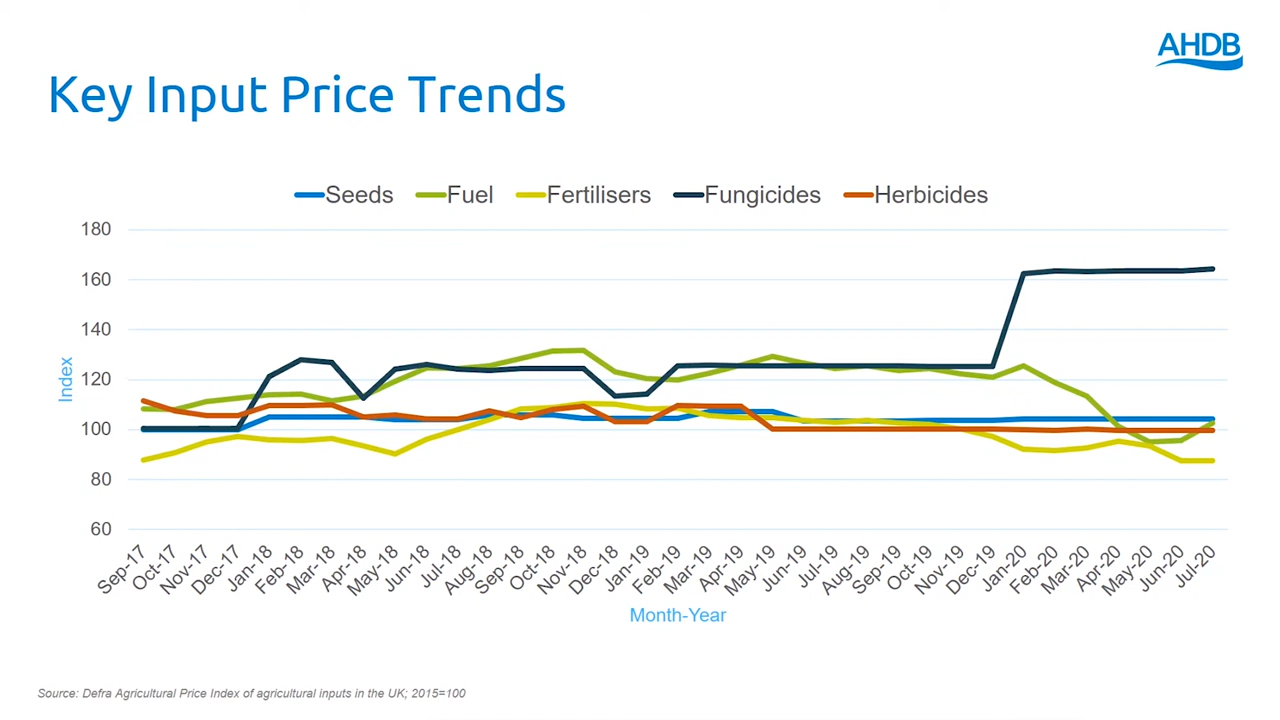 AHDB
Key Input Price Trends
Seeds Fuel Fertilisers Fungicides Herbicides
180
160
140
120
100
80
60
Index
Sep-17 Oct-17 Nov-17 Dec-17 Jan-18 Feb-18 Mar-18 Apr-18 May-18 Jun-18 Jul-18 Aug-18 Sep-18 Oct-18 Nov-18 Dec-18 Jan-19 Feb-19 Mar-19 Apr-19 May-19 Jun-19 Jul-19 Aug-19 Sep-19 Oct-19 Nov-19 Dec-19 Jan-20 Feb-20 Mar-20 Apr-20 May-20 Jun-20 Jul-20
Month-Year
Source: Defra Agricultural Price Index of agricultural inputs in the UK; 2015=100